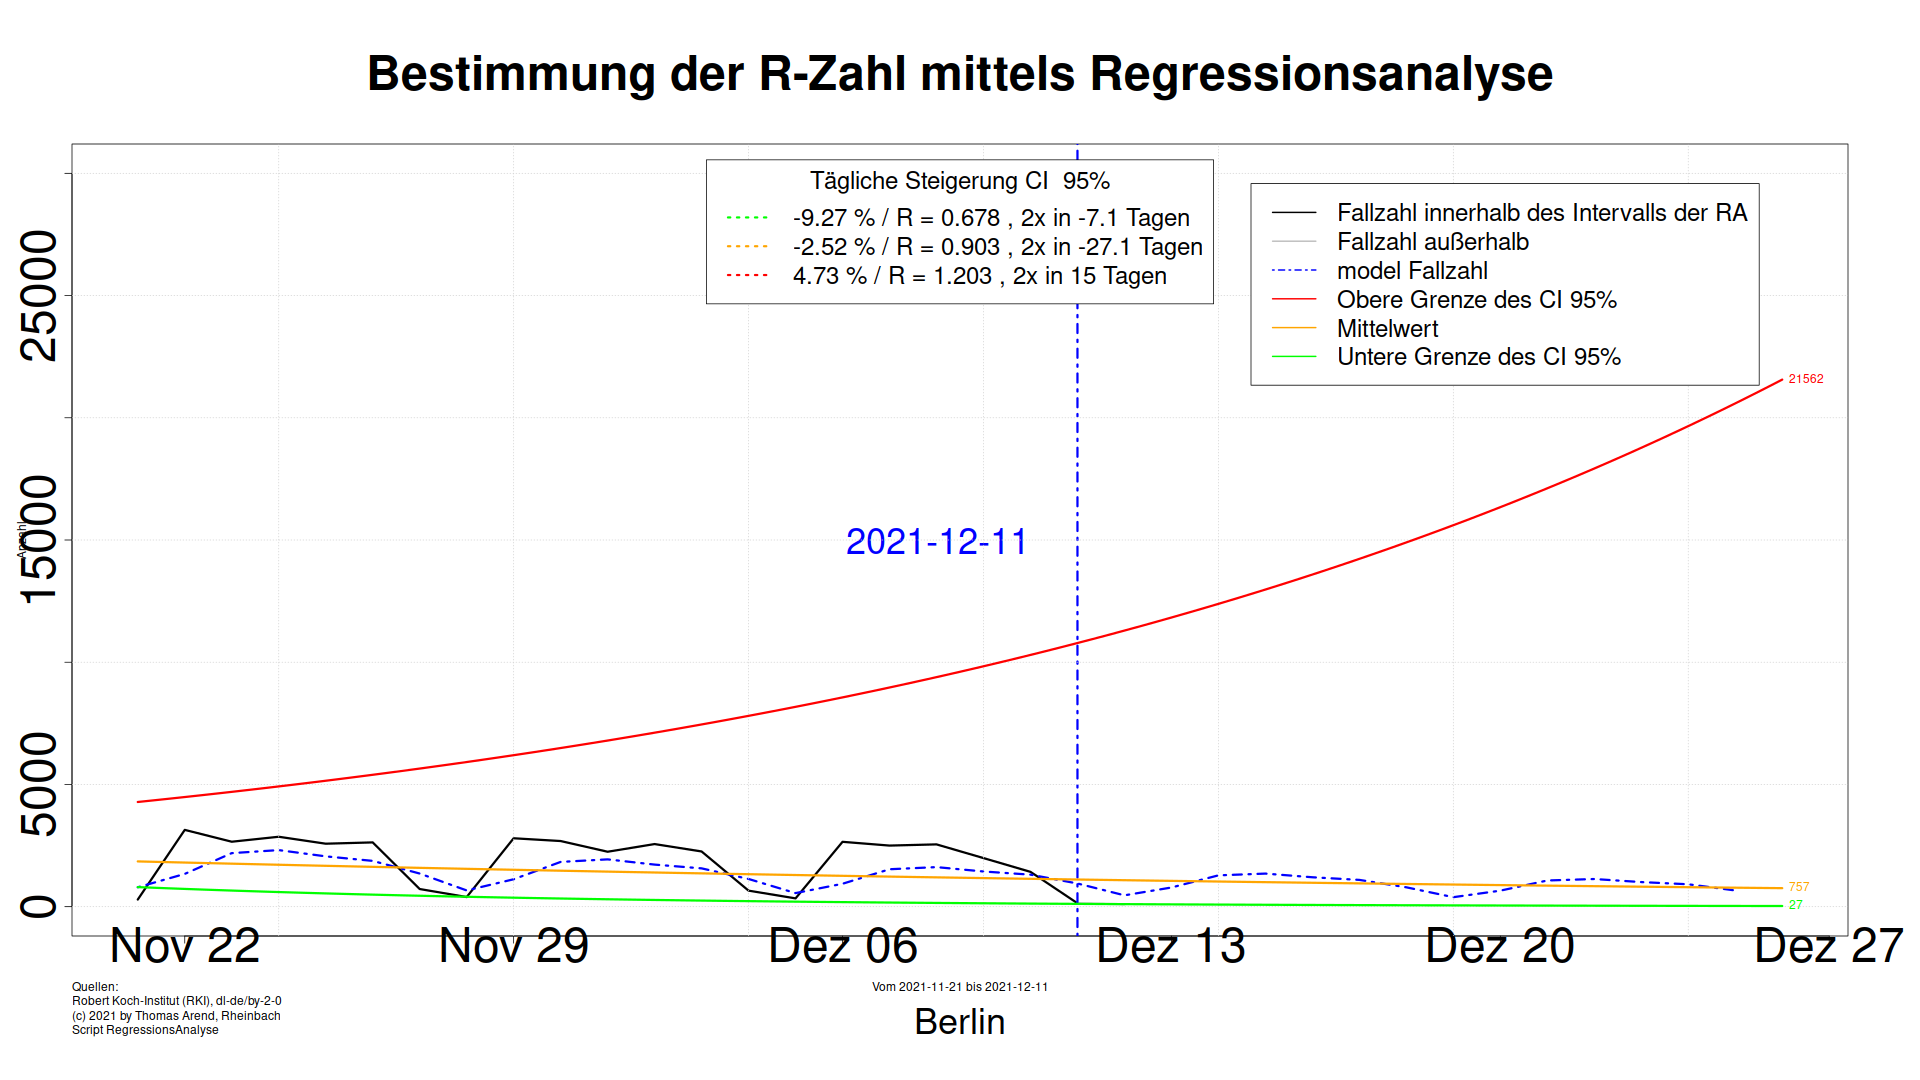 Bestimmung der R-Zahl mittels Regressionsanalyse
Tägliche Steigerung CI 95%
-9.27 % / R = 0.678 , 2x in -7.1 Tagen
-2.52 % / R = 0.903 , 2x in -27.1 Tagen
4.73 % / R = 1.203 , 2x in 15 Tagen
Fallzahl innerhalb des Intervalls der RA
Fallzahl außerhalb
model Fallzahl
Obere Grenze des CI 95%
Mittelwert
Untere Grenze des CI 95%
21562
2021-12-11
757
27
Anzahl
25000
15000
5000
0
Nov 22
Nov 29
Dez 06
Dez 13
Dez 20
Dez 27
Quellen:
Robert Koch-Institut (RKI), dl-de/by-2-0
(c) 2021 by Thomas Arend, Rheinbach
Script RegressionsAnalyse
Vom 2021-11-21 bis 2021-12-11
Berlin